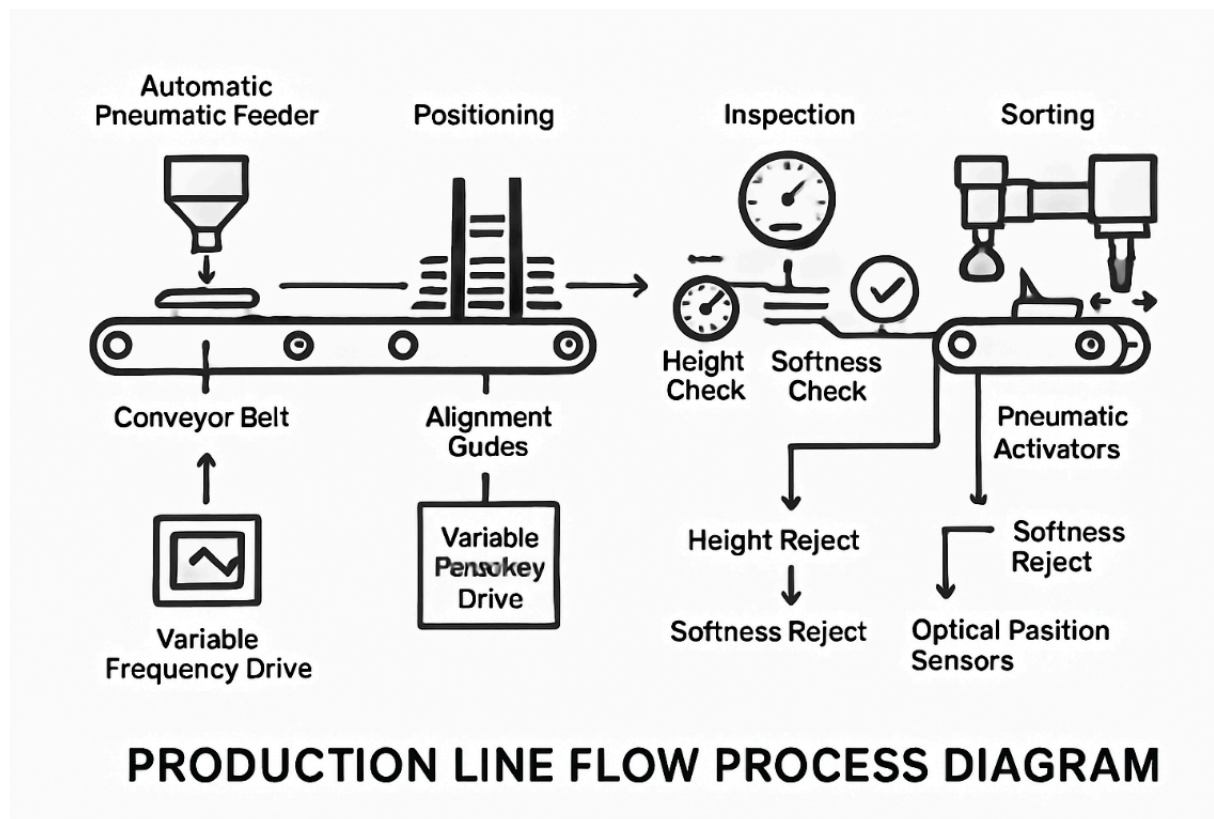 Automatic
Pneumatic Feeder
Positioning
Inspection
Sorting
Height
Check
Softness
Check
Conveyor Belt
Alignment
Gudes
Pneumatic
Activators
Variable
Drive
Height Reject
Softness
Reject
Softness Reject
Optical Pasition
Sensors
Variable
Frequency Drive
PRODUCTION LINE FLOW PROCESS DIAGRAM